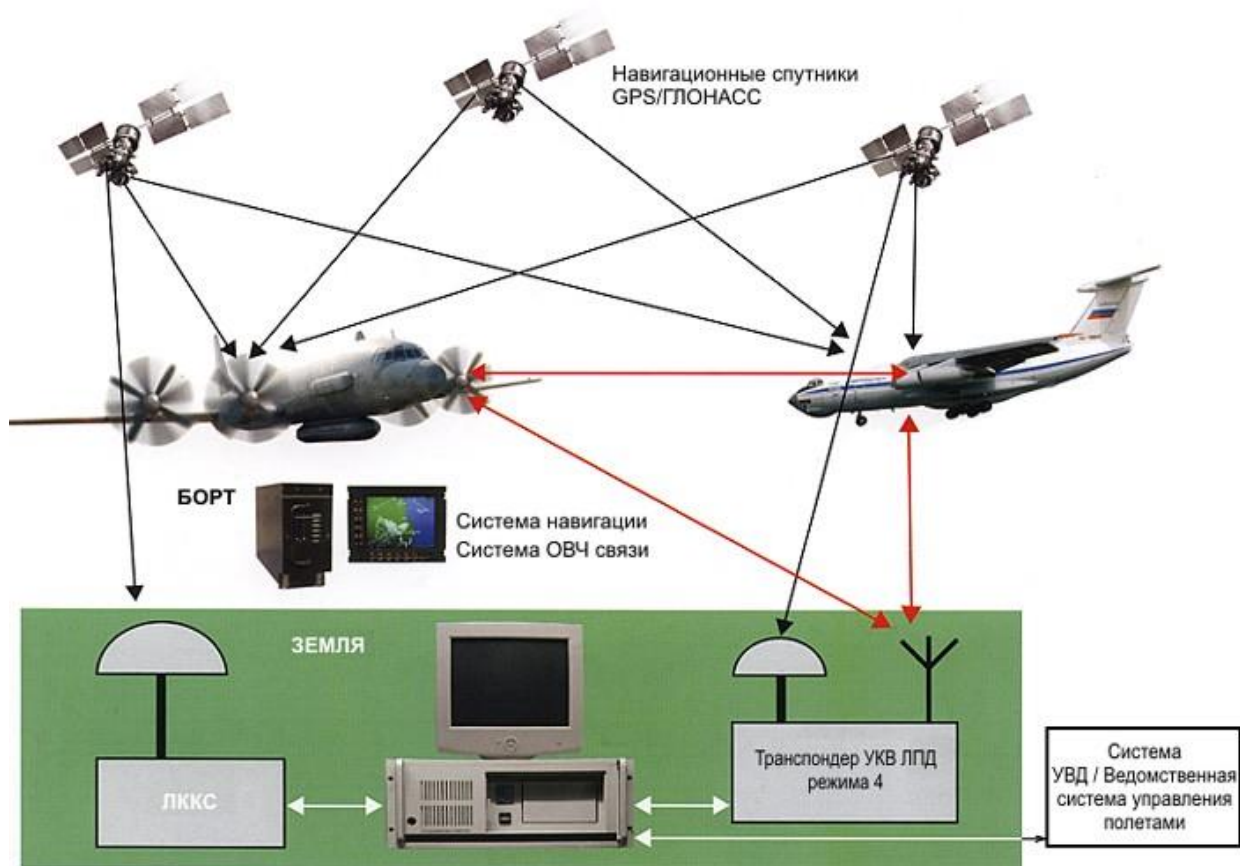 Навигационные спутники
GPS/ГЛОНАСС
БОРТ
Система навигации
Система ОВЧ связи
ЗЕМЛЯ
ЛККС
Транспондер УКВ ЛПД
режима 4
Система
УВД / Ведомственная
система управления
полетами